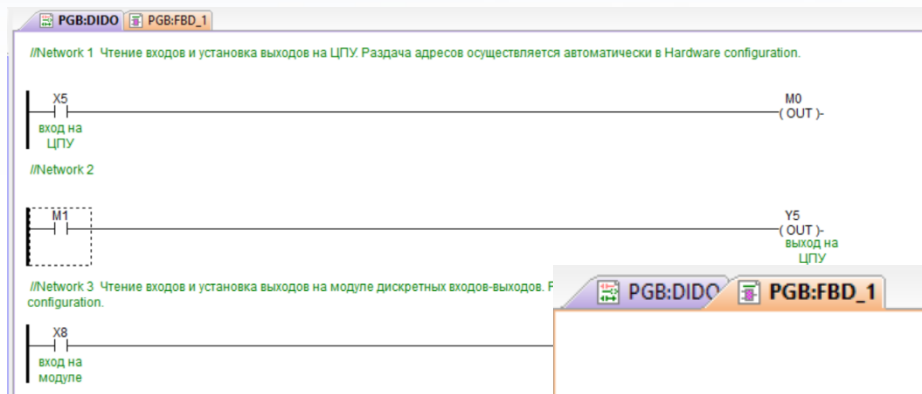 PGB:DIDO PGB:FBD_1
//Network 1 Чтение входов и установка выходов на ЦПУ. Раздача адресов осуществляется автоматически в Hardware configuration.
X5 M0
( OUT )-
вход на
ЦПУ
//Network 2
M1 Y5
( OUT )-
выход на
ЦПУ
//Network 3 Чтение входов и установка выходов на модуле дискретных входов-выходов.
configuration.
X8
вход на
модуле
PGB:DIDO PGB:FBD_1